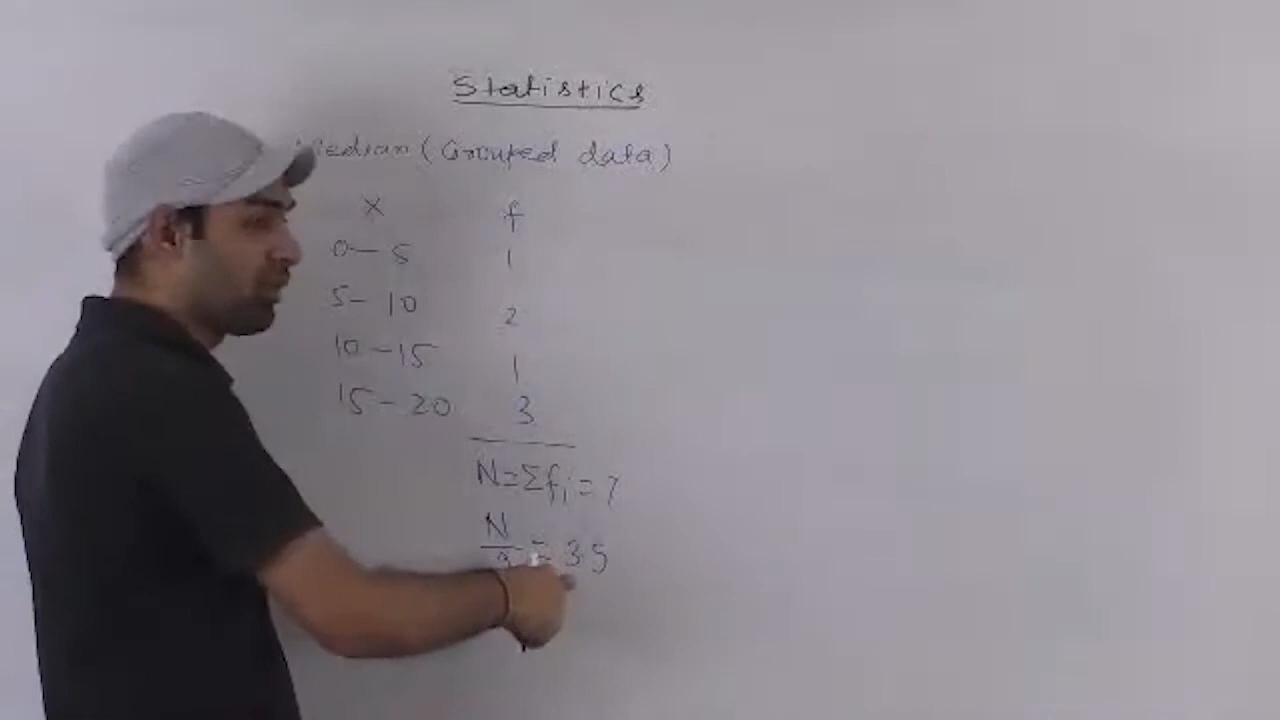 Statistics
Median (Grouped data)
x f
0-5 1
5-10 2
10-15 1
15-20 3
N=Σfi=7
N/2 = 3.5